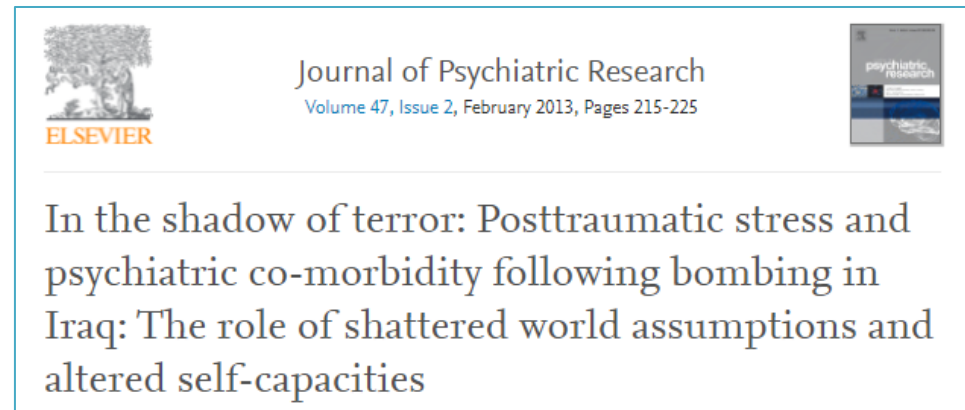 ELSEVIER
Journal of Psychiatric Research
Volume 47, Issue 2, February 2013, Pages 215-225
psychiatric
research
In the shadow of terror: Posttraumatic stress and
psychiatric co-morbidity following bombing in
Iraq: The role of shattered world assumptions and
altered self-capacities